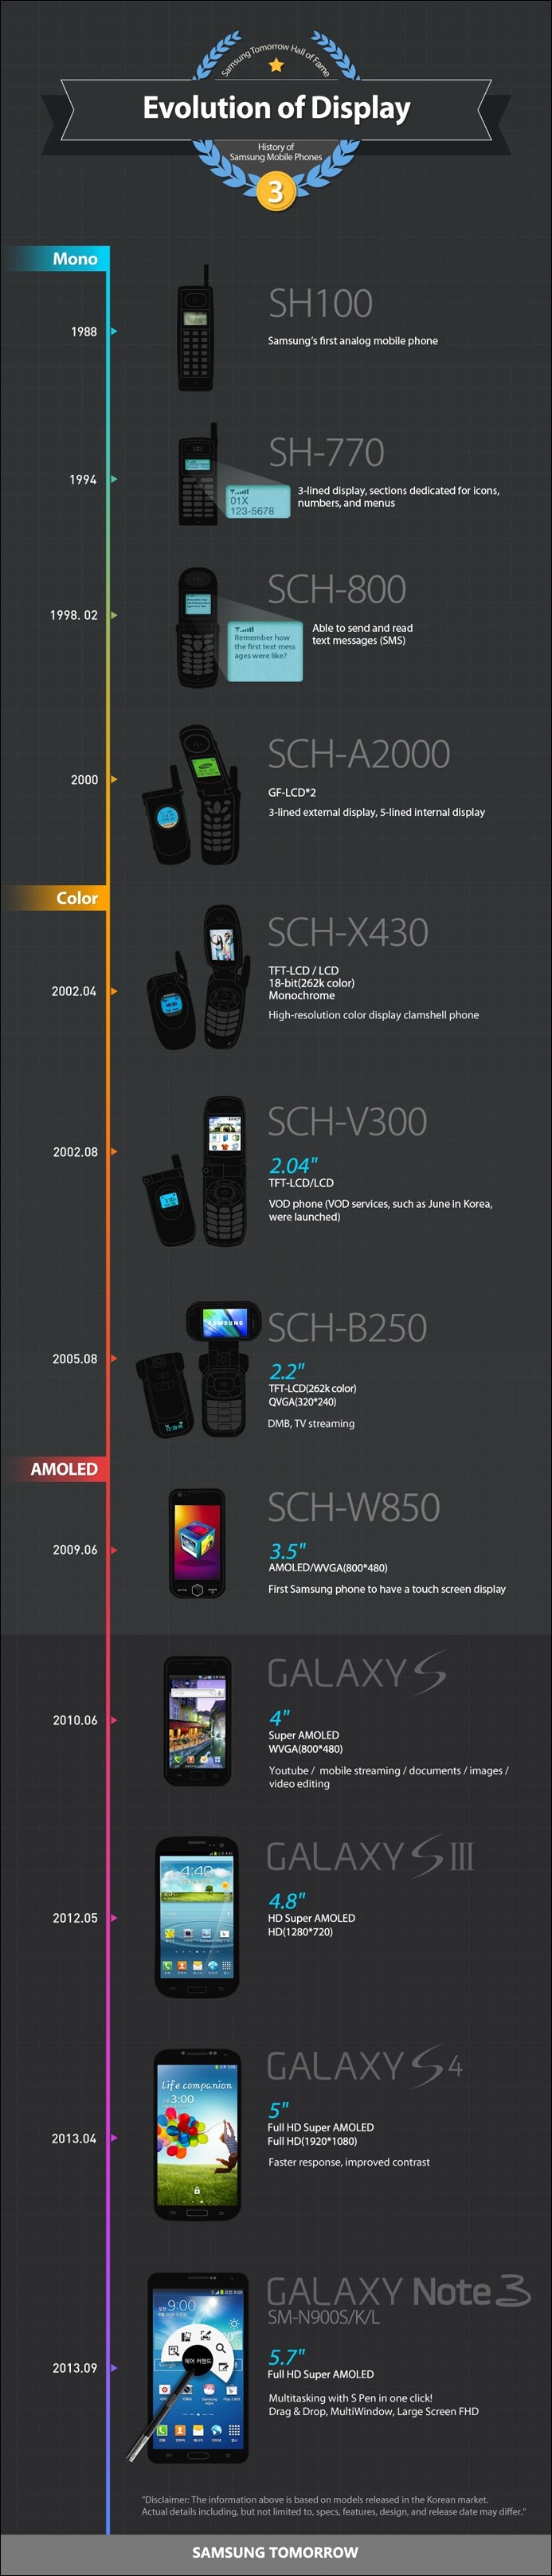 Samsung Tomorrow Hall of Fame
Evolution of Display
History of
Samsung Mobile Phones
3
Mono
1988
SH100
Samsung's first analog mobile phone
1994
SH-770
3-lined display, sections dedicated for icons,
numbers, and menus
01X
123-5678
1998. 02
SCH-800
Able to send and read
text messages (SMS)
Remember how
the first text mess
ages were like?
2000
SCH-A2000
GF-LCD*2
3-lined external display, 5-lined internal display
Color
2002.04
SCH-X430
TFT-LCD / LCD
18-bit(262k color)
Monochrome
High-resolution color display clamshell phone
2002.08
SCH-V300
2.04"
TFT-LCD/LCD
VOD phone (VOD services, such as June in Korea,
were launched)
2005.08
SAMSUNG
SCH-B250
2.2"
TFT-LCD(262k color)
QVGA(320*240)
DMB, TV streaming
AMOLED
2009.06
SCH-W850
3.5"
AMOLED/WVGA(800*480)
First Samsung phone to have a touch screen display
2010.06
GALAXY S
4"
Super AMOLED
WVGA(800*480)
Youtube / mobile streaming / documents / images /
video editing
2012.05
4:40
GALAXY S III
4.8"
HD Super AMOLED
HD(1280*720)
2013.04
Life companion
3:00
GALAXY S 4
5"
Full HD Super AMOLED
Full HD(1920*1080)
Faster response, improved contrast
2013.09
9:00
에어 커맨드
GALAXY Note 3
SM-N900S/K/L
5.7"
Full HD Super AMOLED
Multitasking with S Pen in one click!
Drag & Drop, MultiWindow, Large Screen FHD
"Disclaimer: The information above is based on models released in the Korean market.
Actual details including, but not limited to, specs, features, design, and release date may differ."
SAMSUNG TOMORROW